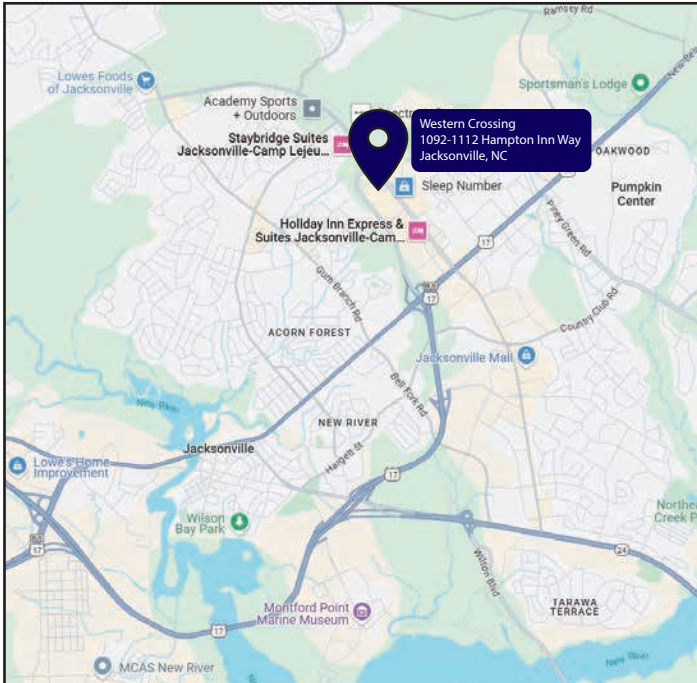 Ramsey Rd
Lowes Foods
of Jacksonville
Sportsman's Lodge
Academy Sports
+ Outdoors
Western Crossing
1092-1112 Hampton Inn Way
Jacksonville, NC
Staybridge Suites
Jacksonville-Camp Lejeu...
OAKWOOD
Sleep Number
Pumpkin
Center
Holiday Inn Express &
Suites Jacksonville-Cam...
17
Piney Green Rd
17
Gum Branch Rd
Country Club Rd
ACORN FOREST
Jacksonville Mall
Bell Fork Rd
New River
NEW RIVER
Jacksonville
Hargett St
Lowe's Home
Improvement
17
Wilson
Bay Park
17
24
Wilson Blvd
TARAWA
TERRACE
Montford Point
Marine Museum
17
New River
MCAS New River